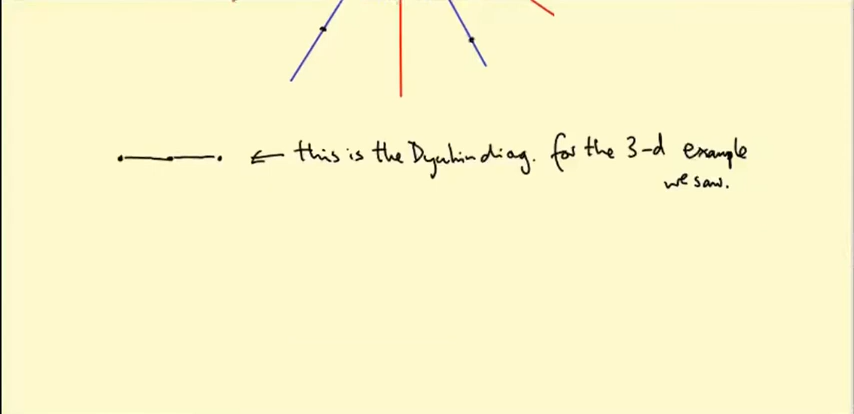 ← this is the Dynkin diag. for the 3-d example
we saw.